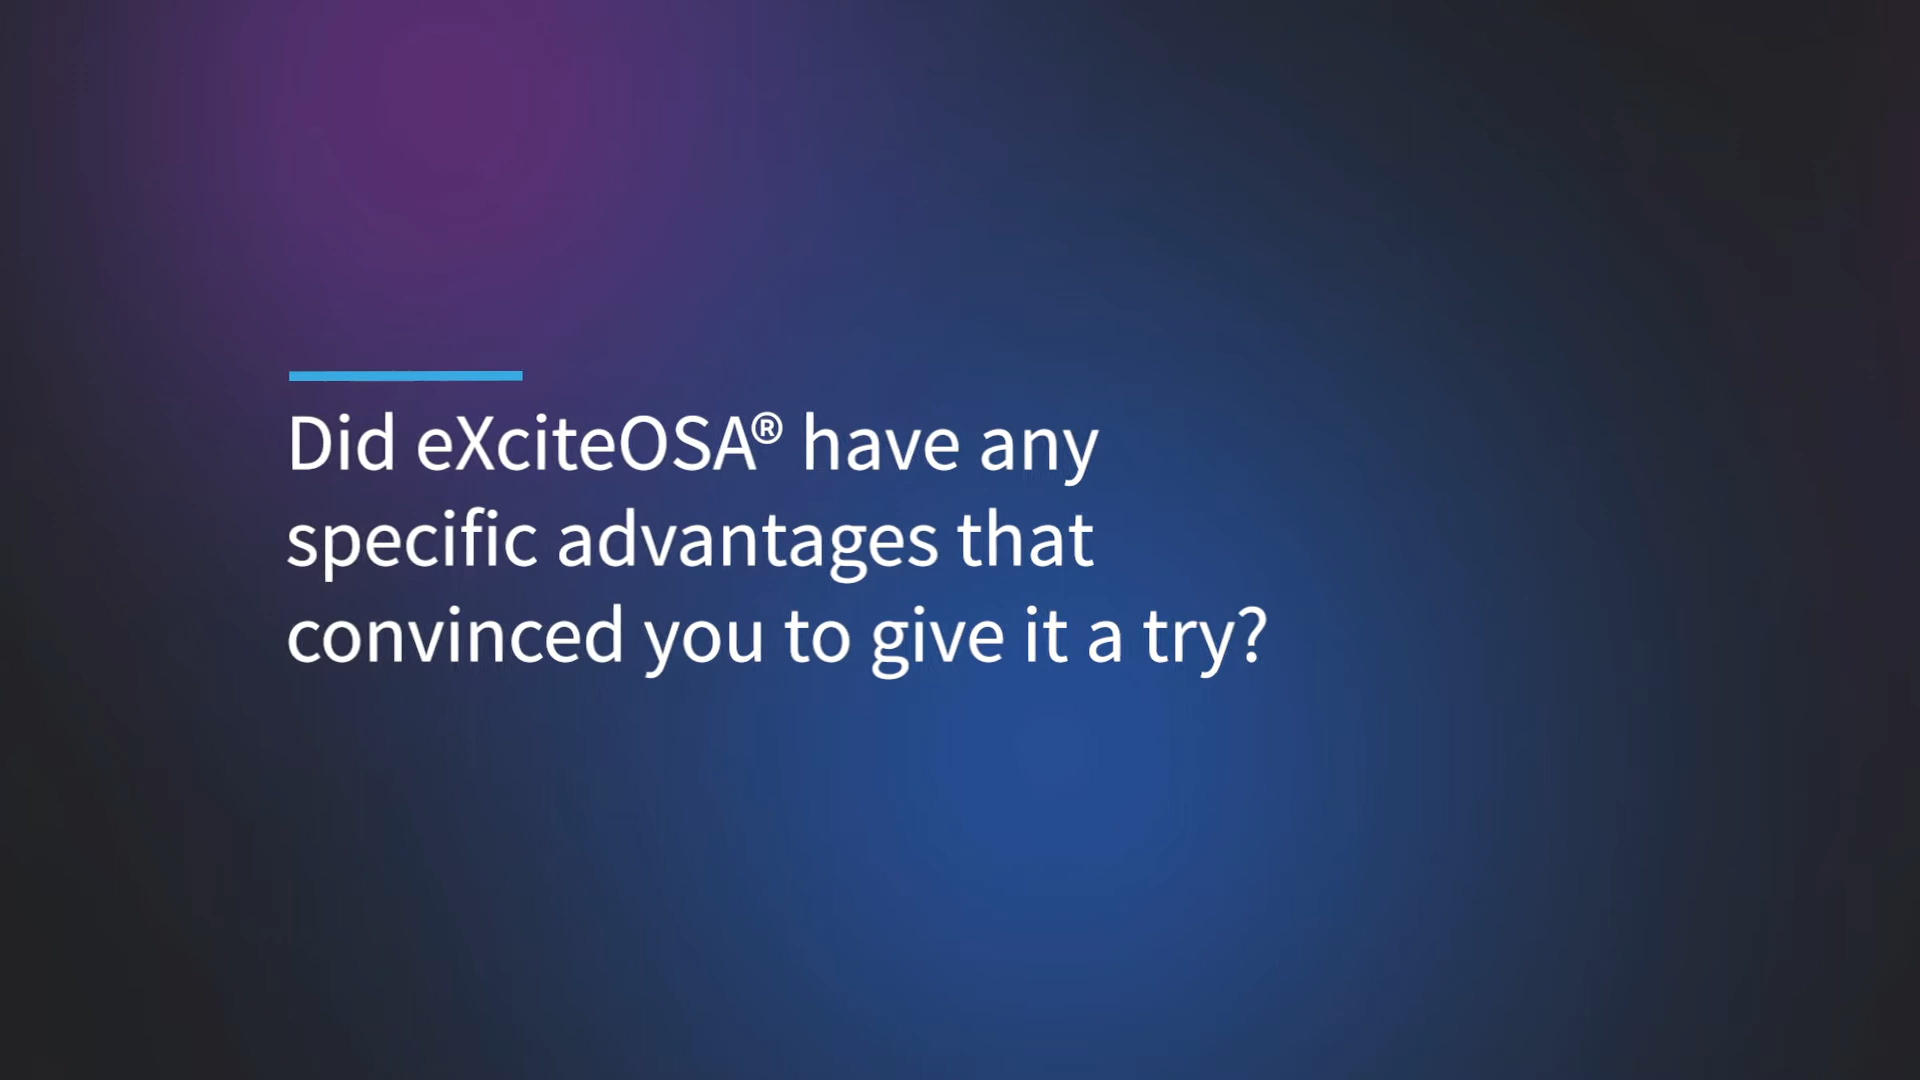 Did eXciteOSA® have any
specific advantages that
convinced you to give it a try?